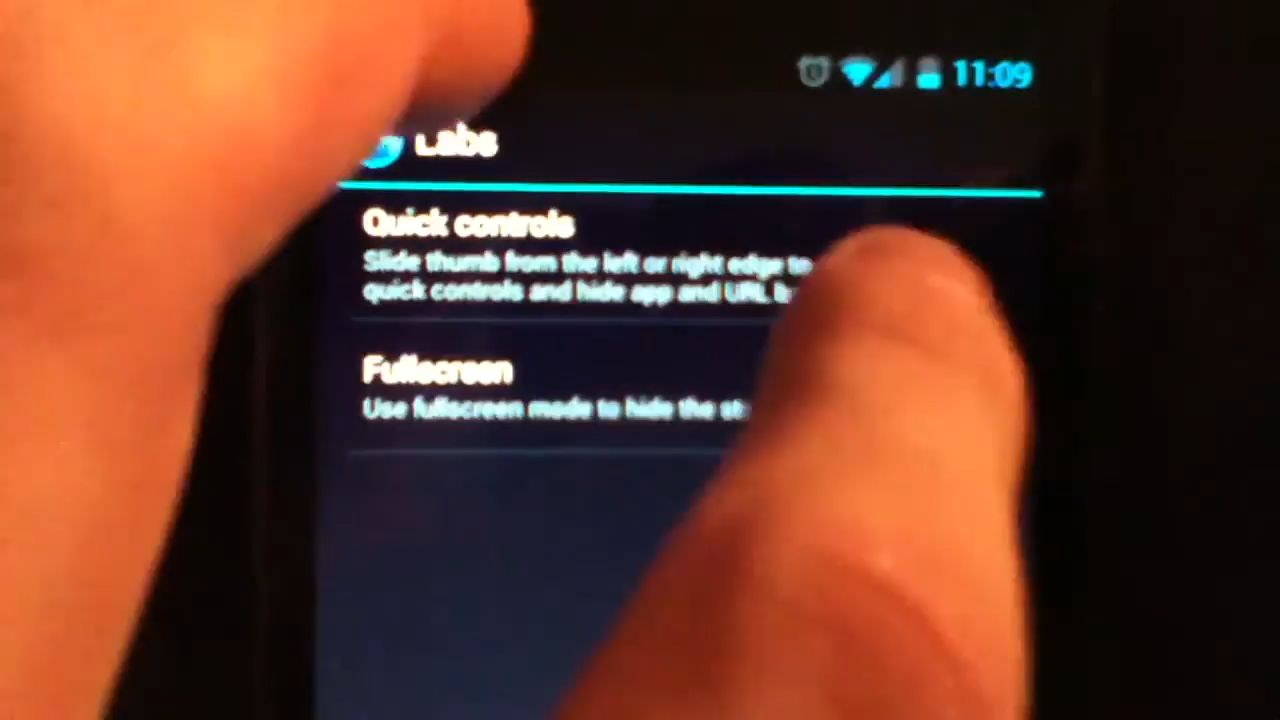 11:09
Labs
Quick controls
Slide thumb from the left or right edge to
quick controls and hide app and URL
Fullscreen
Use fullscreen mode to hide the